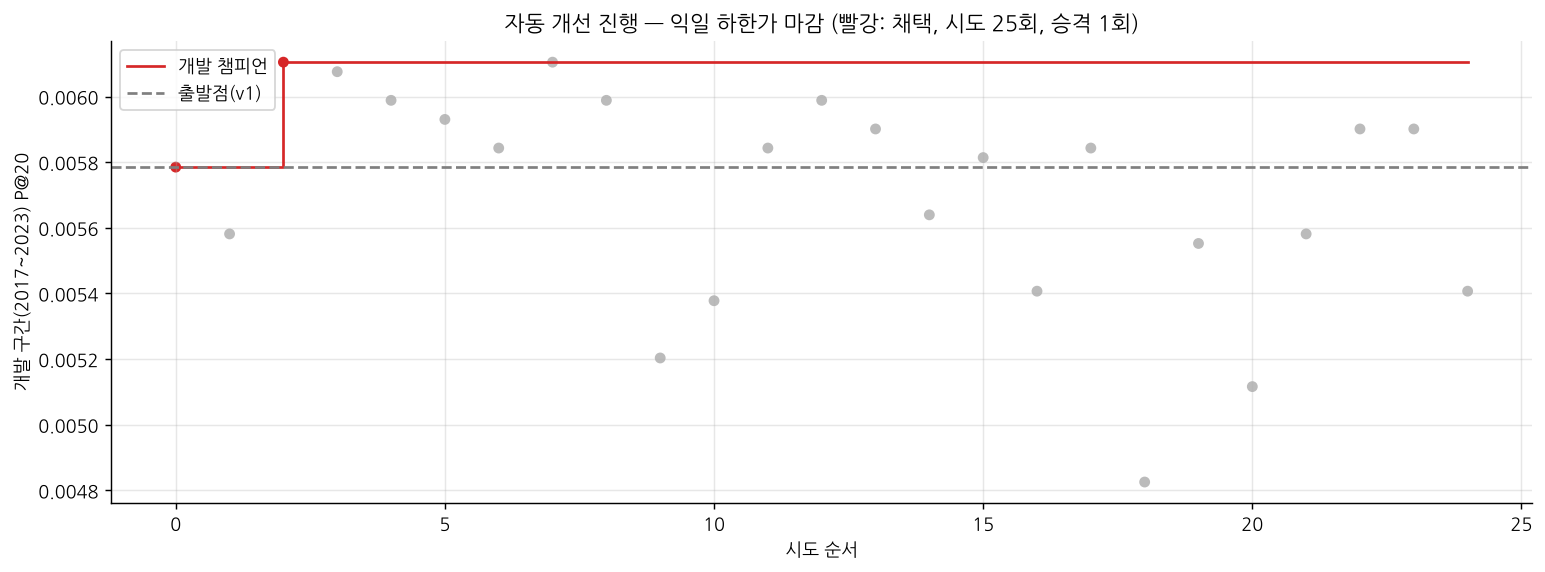 자동 개선 진행 — 익일 하한가 마감 (빨강: 채택, 시도 25회, 승격 1회)
개발 챔피언
출발점(v1)
개발 구간(2017~2023) P@20
0.0060
0.0058
0.0056
0.0054
0.0052
0.0050
0.0048
0
5
10
15
20
25
시도 순서